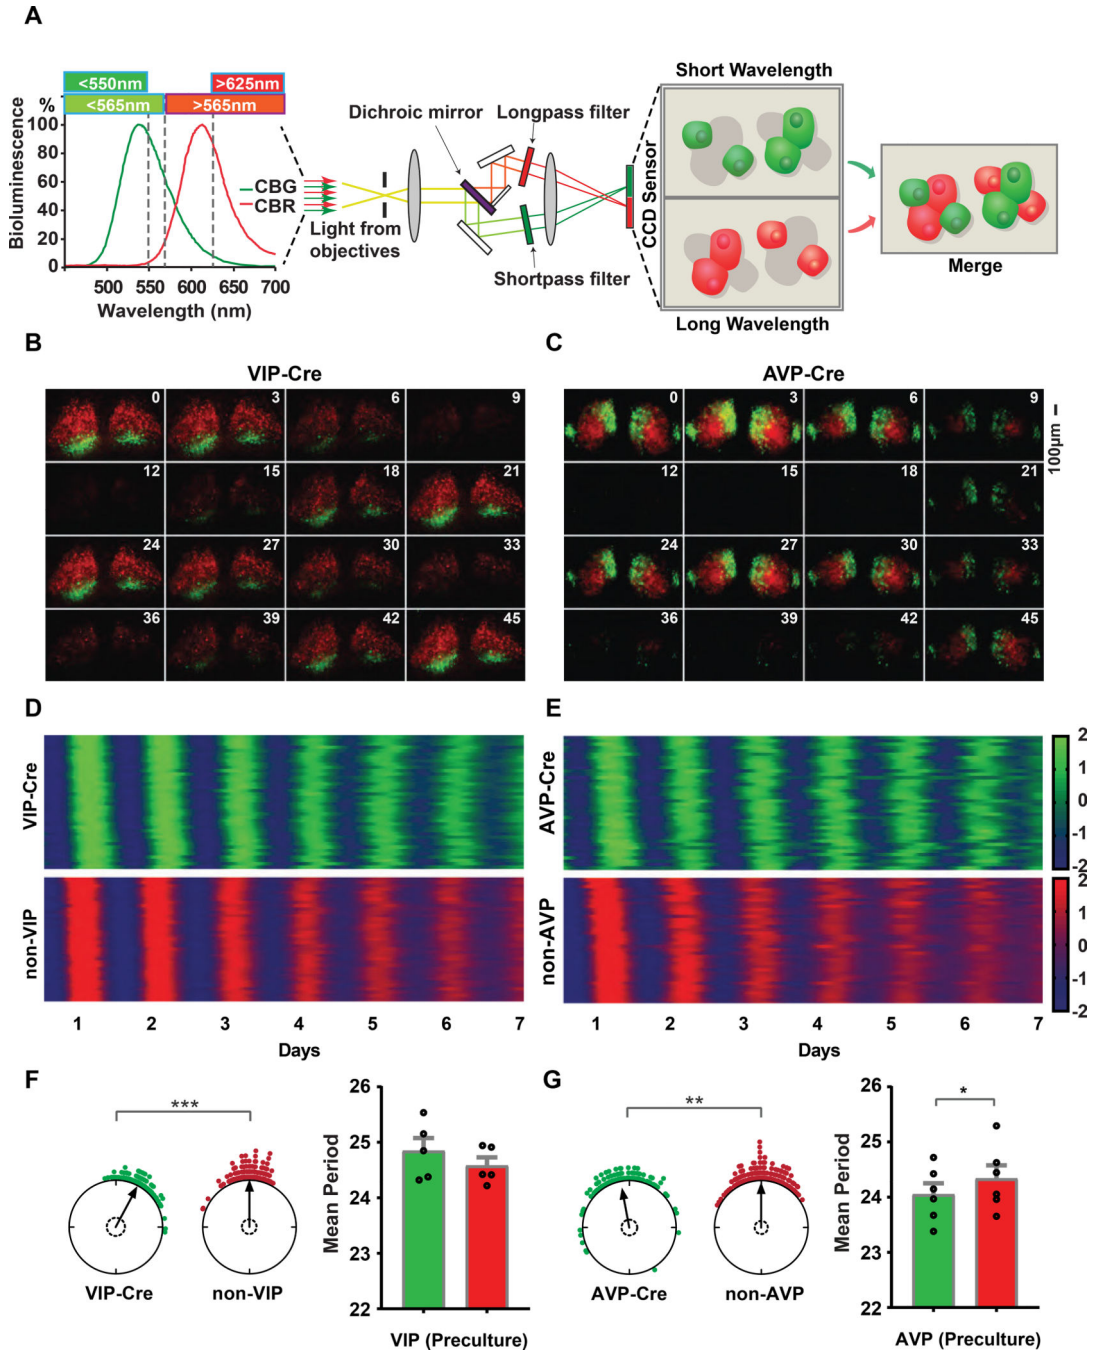 A
<550nm
>625nm
<565nm
>565nm
%
100
80
60
40
20
0
Bioluminescence
500
550
600
650
700
Wavelength (nm)
CBG
CBR
Light from
objectives
Dichroic mirror
Longpass filter
Shortpass filter
CCD Sensor
Short Wavelength
Long Wavelength
Merge
B
VIP-Cre
0
3
6
9
12
15
18
21
24
27
30
33
36
39
42
45
C
AVP-Cre
0
3
6
9
12
15
18
21
24
27
30
33
36
39
42
45
100µm
D
VIP-Cre
non-VIP
1
2
3
4
5
6
7
Days
E
AVP-Cre
non-AVP
2
1
0
-1
-2
2
1
0
-1
-2
1
2
3
4
5
6
7
Days
F
***
VIP-Cre
non-VIP
Mean Period
26
25
24
23
22
VIP (Preculture)
G
**
AVP-Cre
non-AVP
Mean Period
26
25
24
23
22
*
AVP (Preculture)